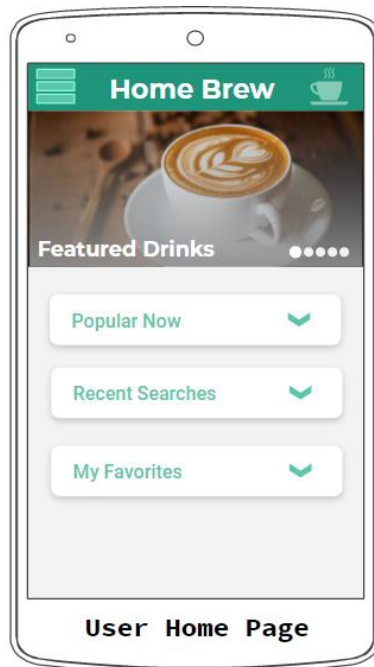 Home Brew
Featured Drinks
Popular Now
Recent Searches
My Favorites
User Home Page